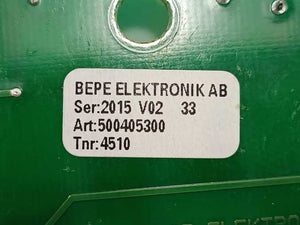 BEPE ELEKTRONIK AB
Ser:2015 V02 33
Art:500405300
Tnr:4510